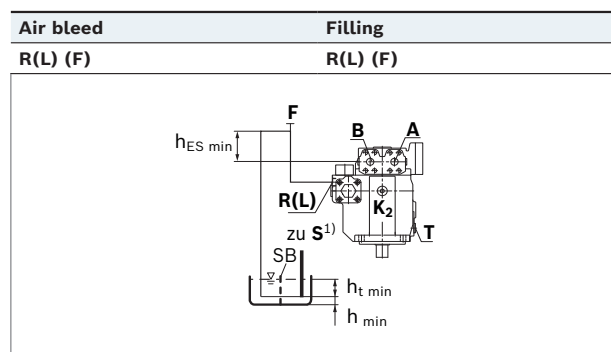 Air bleed Filling
R(L) (F) R(L) (F)
F
B A
hES min
R(L)
K2
zu S1) T
SB
ht min
h min